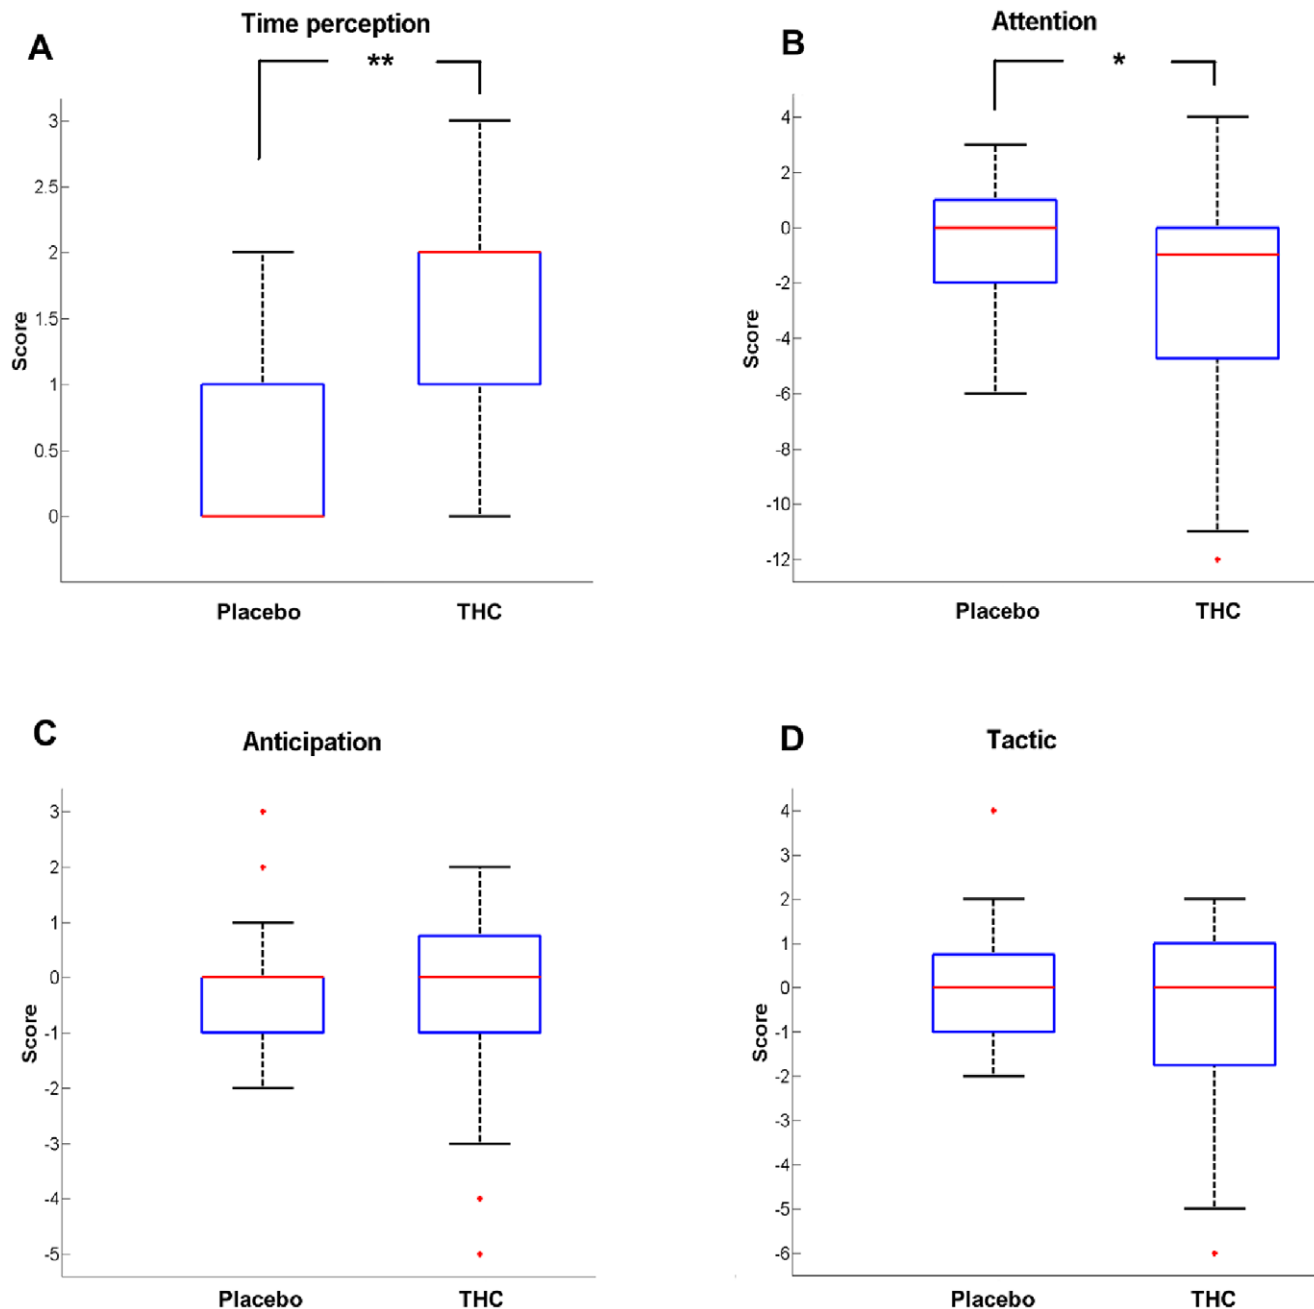 A
Time perception
**
3
2.5
2
1.5
1
0.5
0
Score
Placebo
THC
B
Attention
*
4
2
0
-2
-4
-6
-8
-10
-12
Score
Placebo
THC
C
Anticipation
3
2
1
0
-1
-2
-3
-4
-5
Score
Placebo
THC
D
Tactic
4
3
2
1
0
-1
-2
-3
-4
-5
-6
Score
Placebo
THC